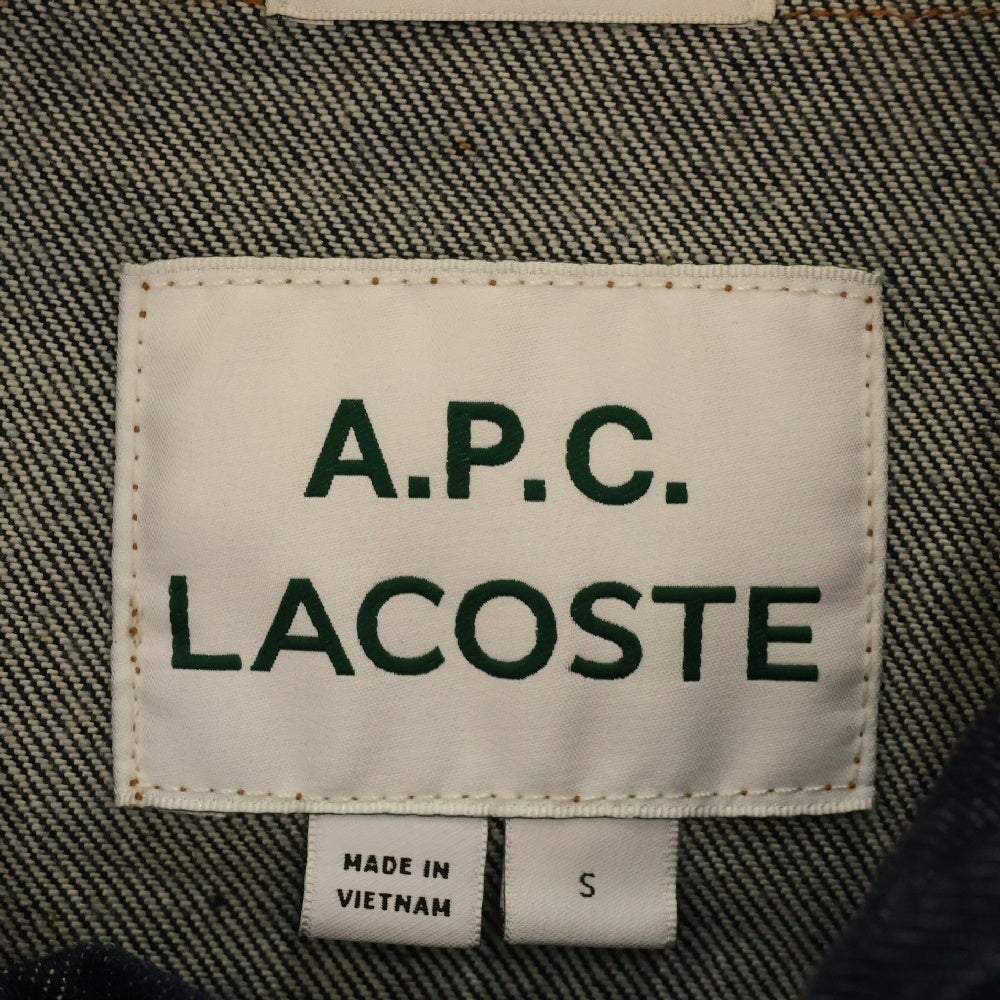 A.P.C.
LACOSTE
MADE IN
VIETNAM
S